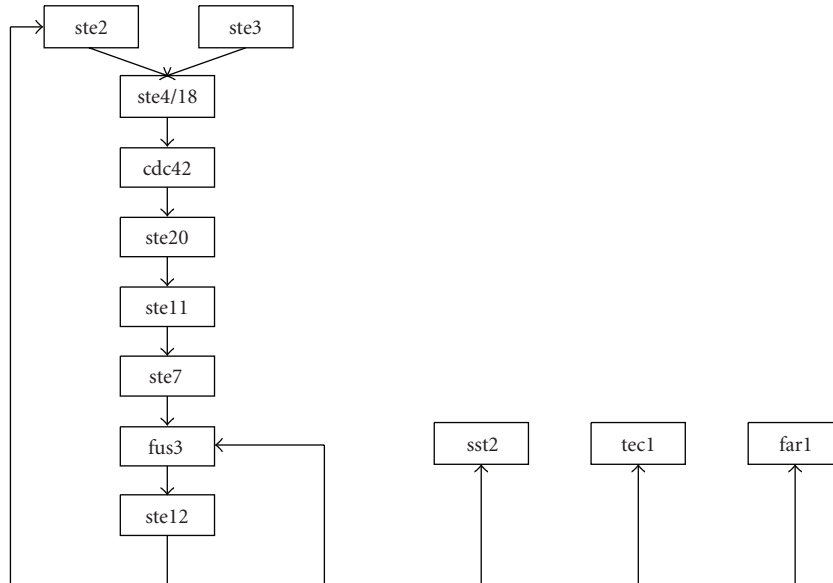 ste2 ste3
ste4/18
cdc42
ste20
ste11
ste7
fus3 sst2 tec1 far1
ste12